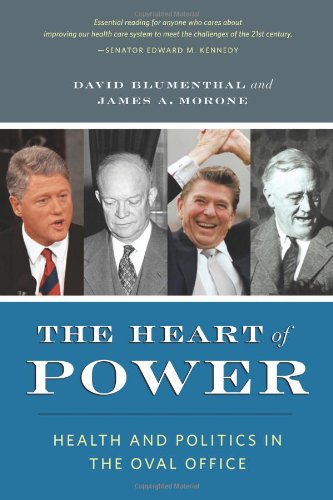 Essential reading for anyone who cares about
improving our health care system to meet the challenges of the 21st century.
—SENATOR EDWARD M. KENNEDY
DAVID BLUMENTHAL and
JAMES A. MORONE
THE HEART of
POWER
HEALTH AND POLITICS IN
THE OVAL OFFICE